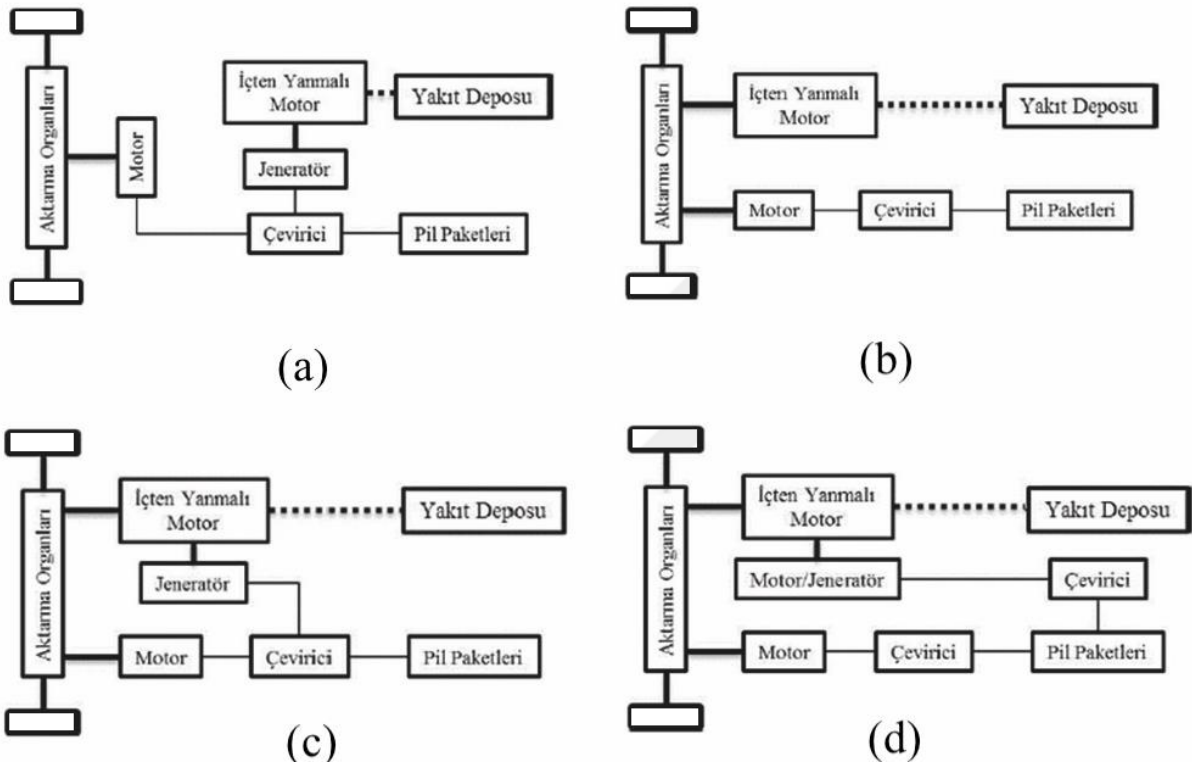 Aktarma Organları
Motor
İçten Yanmalı
Motor
Yakıt Deposu
Jeneratör
Çevirici
Pil Paketleri
(a)
Aktarma Organları
İçten Yanmalı
Motor
Yakıt Deposu
Motor
Çevirici
Pil Paketleri
(b)
Aktarma Organları
İçten Yanmalı
Motor
Yakıt Deposu
Jeneratör
Motor
Çevirici
Pil Paketleri
(c)
Aktarma Organları
İçten Yanmalı
Motor
Yakıt Deposu
Motor/Jeneratör
Çevirici
Motor
Çevirici
Pil Paketleri
(d)